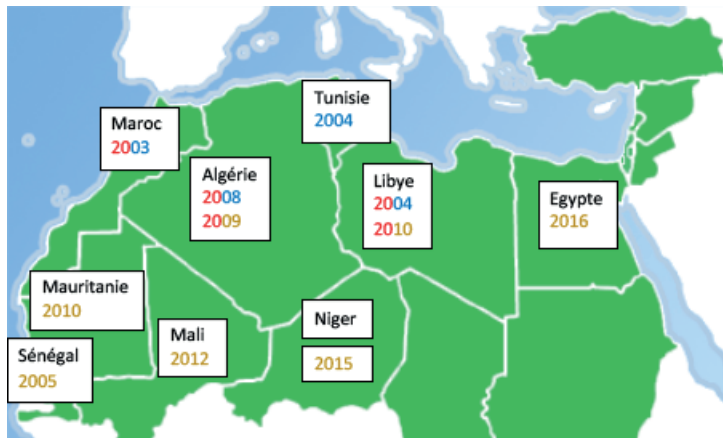 Tunisie
2004
Maroc
2003
Algérie
2008
2009
Libye
2004
2010
Egypte
2016
Mauritanie
2010
Niger
2015
Mali
2012
Sénégal
2005